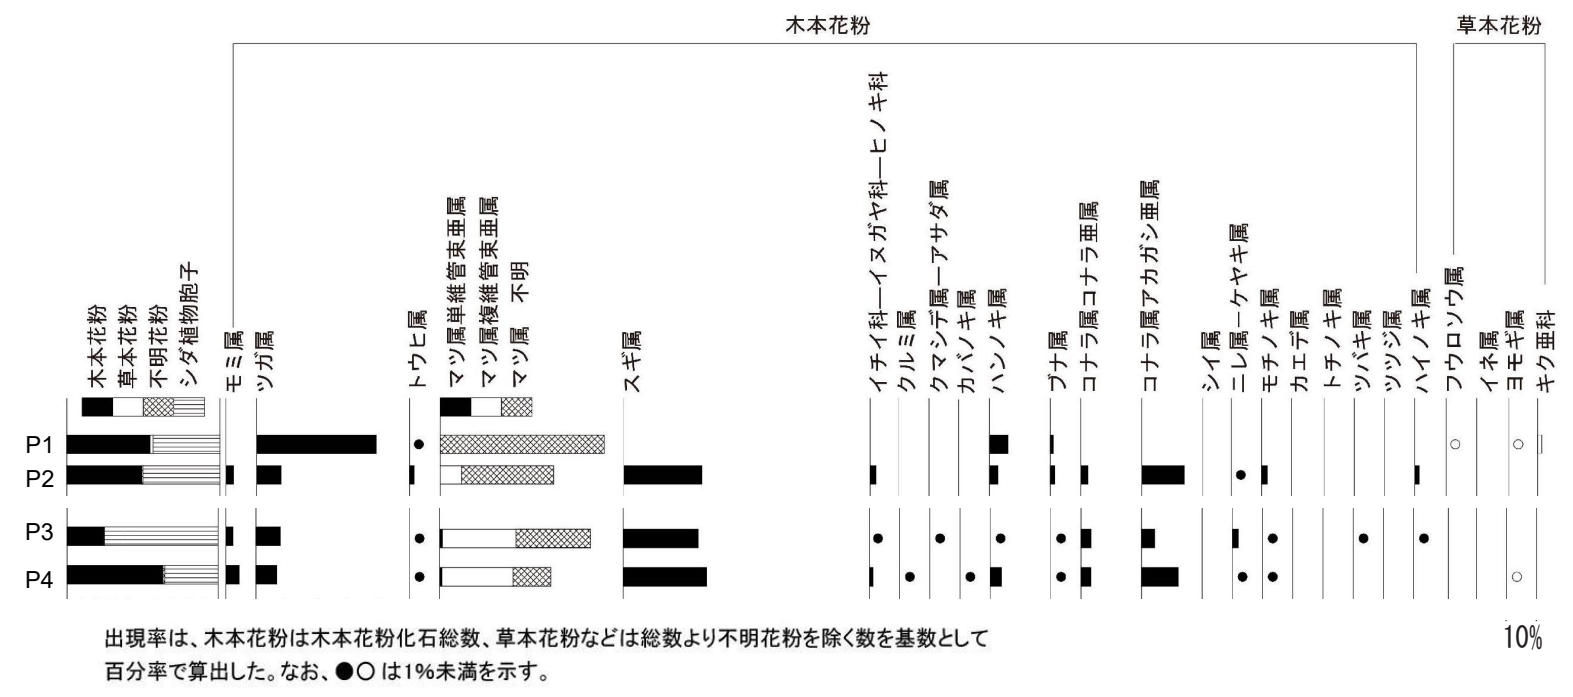 木本花粉
草本花粉
木本花粉
草本花粉
不明花粉
シダ植物胞子
モミ属
ツガ属
トウヒ属
マツ属単維管束亜属
マツ属複維管束亜属
マツ属 不明
スギ属
イチイ科―イヌガヤ科―ヒノキ科
クルミ属
クマシデ属―アサダ属
カバノキ属
ハンノキ属
ブナ属
コナラ属コナラ亜属
コナラ属アカガシ亜属
シイ属
ニレ属―ケヤキ属
モチノキ属
カエデ属
トチノキ属
ツバキ属
ツツジ属
ハイノキ属
フウロソウ属
イネ属
ヨモギ属
キク亜科
P1
P2
P3
P4
出現率は、木本花粉は木本花粉化石総数、草本花粉などは総数より不明花粉を除く数を基数として
百分率で算出した。なお、●○は1%未満を示す。
10%